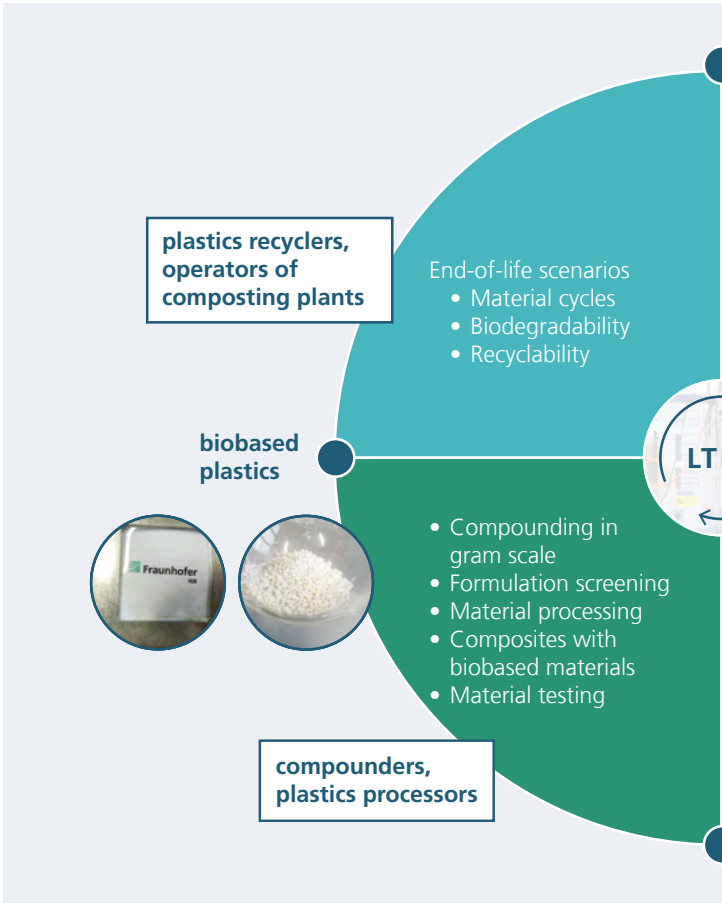 plastics recyclers,
operators of
composting plants
End-of-life scenarios
• Material cycles
• Biodegradability
• Recyclability
biobased
plastics
LT
• Compounding in
gram scale
• Formulation screening
• Material processing
• Composites with
biobased materials
• Material testing
Fraunhofer
IGB
compounders,
plastics processors